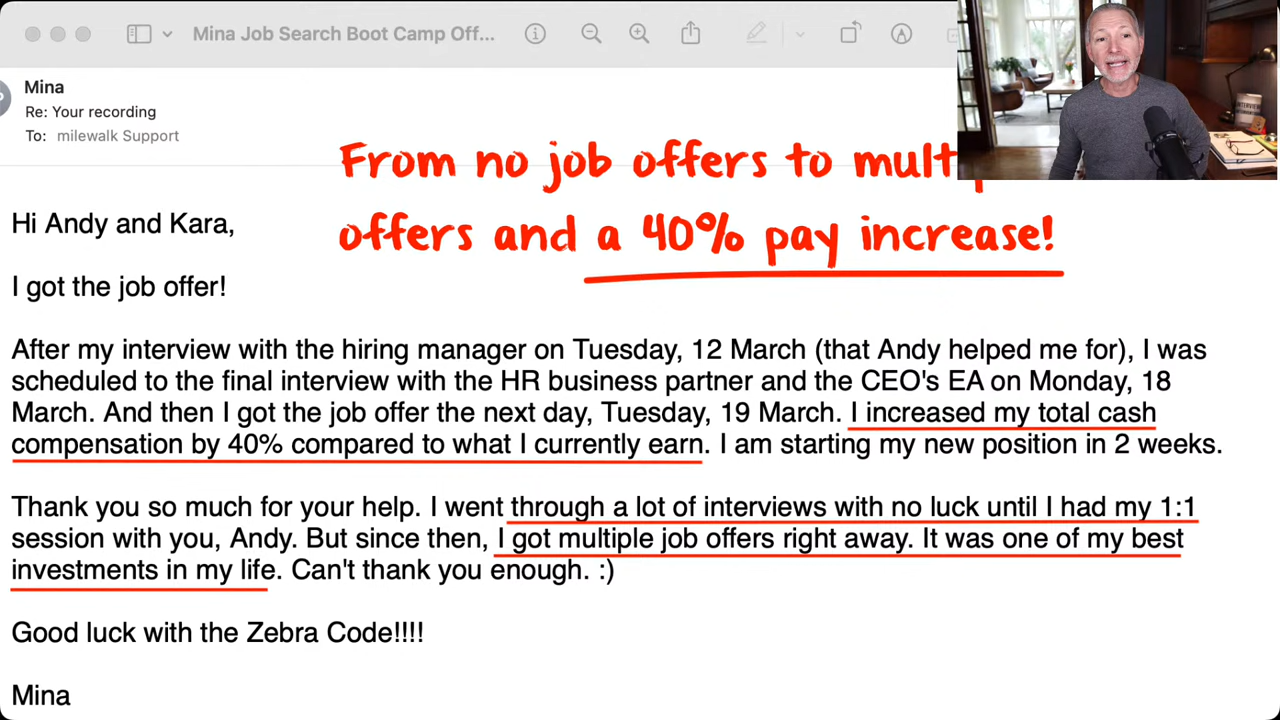 Mina Job Search Boot Camp Off...
Mina
Re: Your recording
To: milewalk Support
From no job offers to
offers and a 40% pay increase!
Hi Andy and Kara,
I got the job offer!
After my interview with the hiring manager on Tuesday, 12 March (that Andy helped me for), I was
scheduled to the final interview with the HR business partner and the CEO's EA on Monday, 18
March. And then I got the job offer the next day, Tuesday, 19 March. I increased my total cash
compensation by 40% compared to what I currently earn. I am starting my new position in 2 weeks.
Thank you so much for your help. I went through a lot of interviews with no luck until I had my 1:1
session with you, Andy. But since then, I got multiple job offers right away. It was one of my best
investments in my life. Can't thank you enough. :)
Good luck with the Zebra Code!!!!
Mina